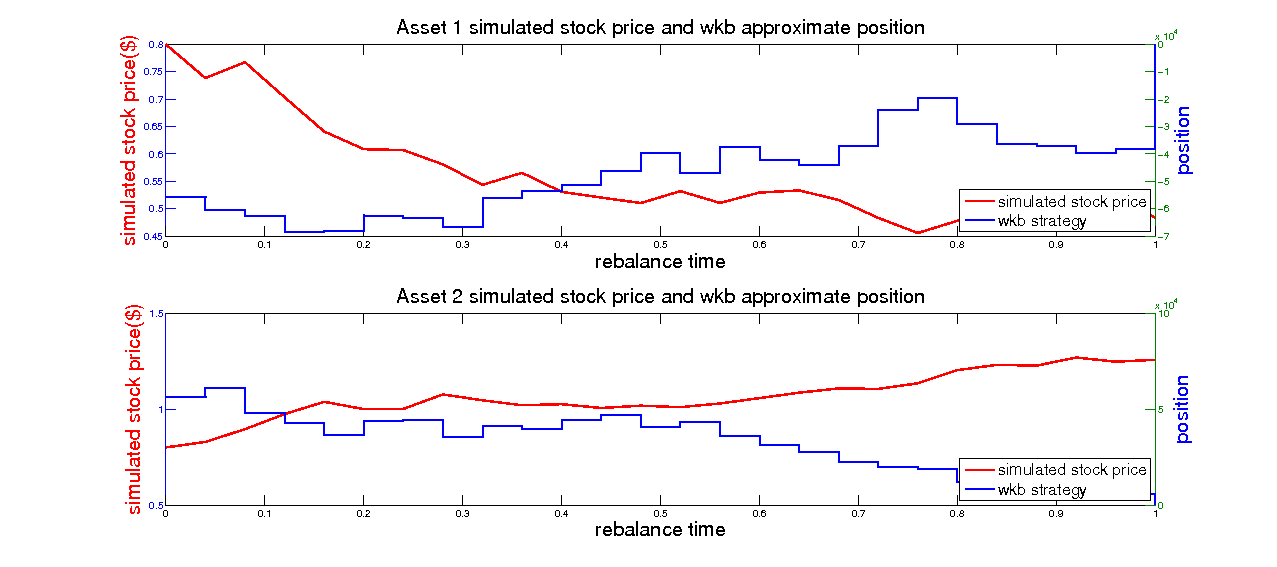 Asset 1 simulated stock price and wkb approximate position
simulated stock price($)
0.8
0.75
0.7
0.65
0.6
0.55
0.5
0.45
x 10^4
0
-1
-2
-3
-4
-5
-6
-7
position
simulated stock price
wkb strategy
0 0.1 0.2 0.3 0.4 0.5 0.6 0.7 0.8 0.9 1
rebalance time
Asset 2 simulated stock price and wkb approximate position
simulated stock price($)
1.5
1
0.5
x 10^4
10
5
0
position
simulated stock price
wkb strategy
0 0.1 0.2 0.3 0.4 0.5 0.6 0.7 0.8 0.9 1
rebalance time